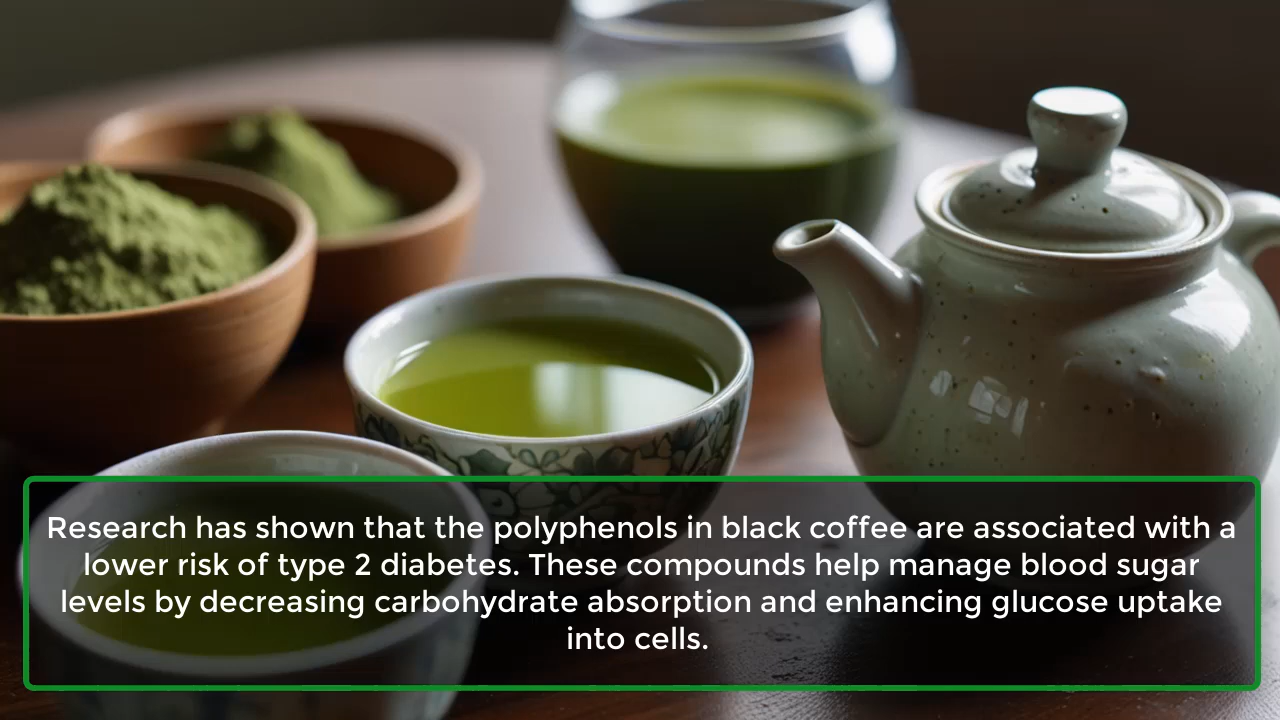 Research has shown that the polyphenols in black coffee are associated with a
lower risk of type 2 diabetes. These compounds help manage blood sugar
levels by decreasing carbohydrate absorption and enhancing glucose uptake
into cells.